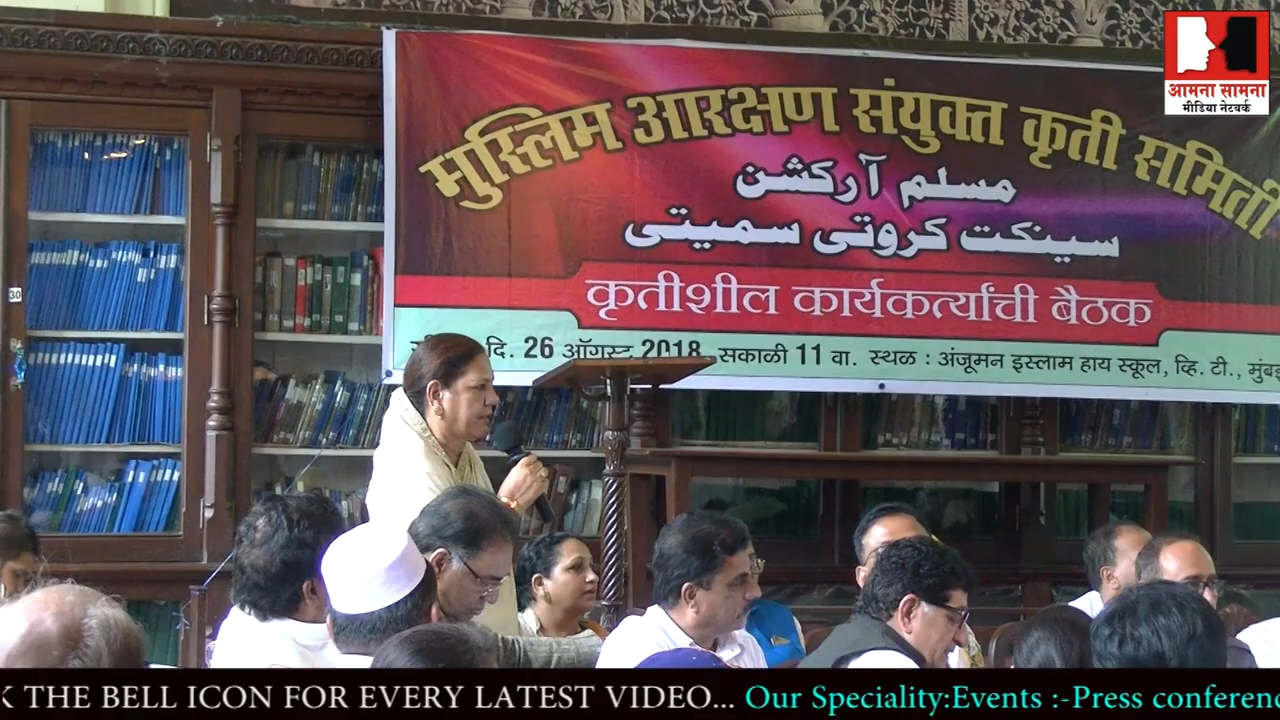 आमना सामना
मीडिया नेटवर्क
मुस्लिम आरक्षण संयुक्त कृती समिती
مسلم آرکشن
سینکت کروتی سمیتی
कृतीशील कार्यकर्त्यांची बैठक
दि. 26 ऑगस्ट 2018 सकाळी 11 वा. स्थळ : अंजूमन इस्लाम हाय स्कूल, व्हि. टी., मुंबई
30
K THE BELL ICON FOR EVERY LATEST VIDEO... Our Speciality:Events :-Press conferenc